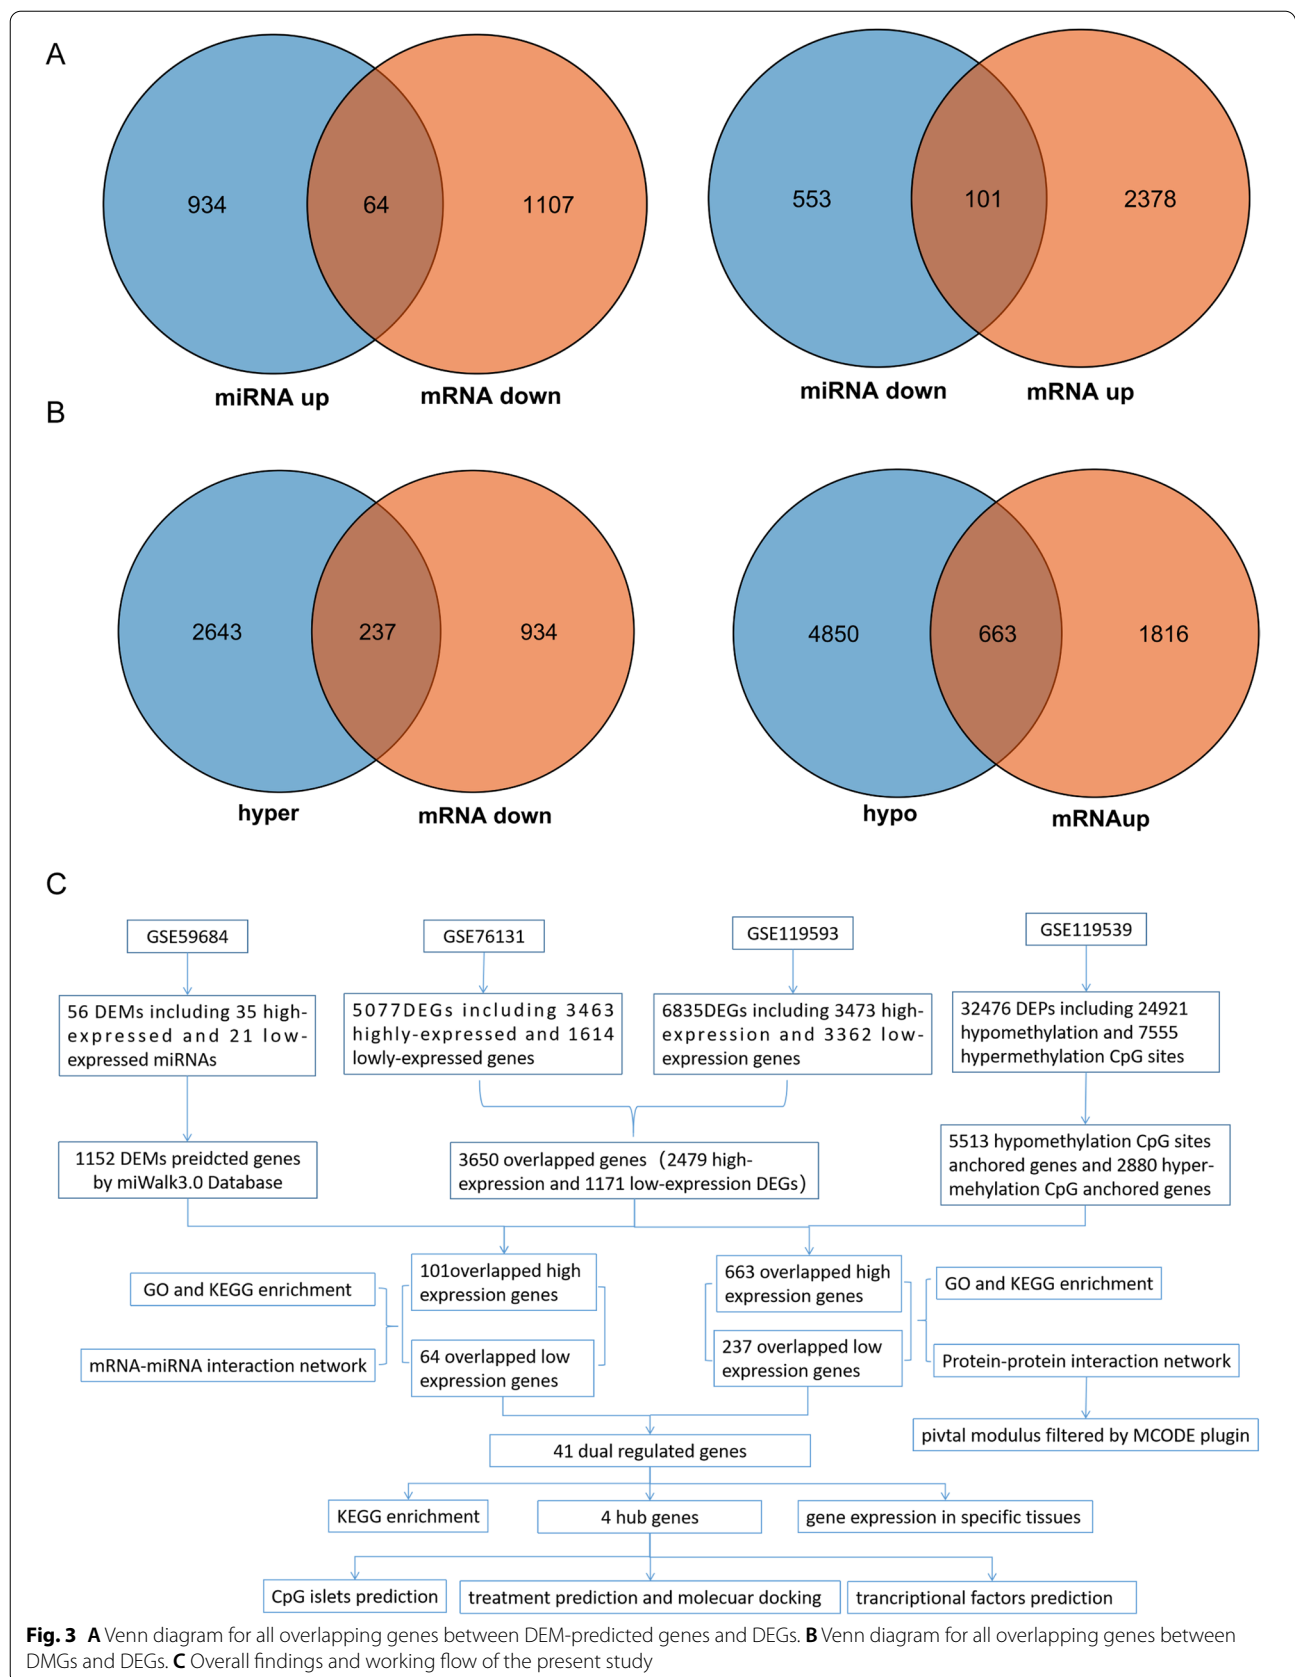 A
934
64
1107
miRNA up
mRNA down
553
101
2378
miRNA down
mRNA up
B
2643
237
934
hyper
mRNA down
4850
663
1816
hypo
mRNAup
C
GSE59684
GSE76131
GSE119593
GSE119539
56 DEMs including 35 high-
expressed and 21 low-
expressed miRNAs
5077DEGs including 3463
highly-expressed and 1614
lowly-expressed genes
6835DEGs including 3473 high-
expression and 3362 low-
expression genes
32476 DEPs including 24921
hypomethylation and 7555
hypermethylation CpG sites
1152 DEMs preidcted genes
by miWalk3.0 Database
3650 overlapped genes（2479 high-
expression and 1171 low-expression DEGs）
5513 hypomethylation CpG sites
anchored genes and 2880 hyper-
mehylation CpG anchored genes
GO and KEGG enrichment
mRNA-miRNA interaction network
101overlapped high
expression genes
64 overlapped low
expression genes
663 overlapped high
expression genes
237 overlapped low
expression genes
GO and KEGG enrichment
Protein-protein interaction network
pivtal modulus filtered by MCODE plugin
41 dual regulated genes
KEGG enrichment
4 hub genes
gene expression in specific tissues
CpG islets prediction
treatment prediction and molecuar docking
trancriptional factors prediction
Fig. 3 A Venn diagram for all overlapping genes between DEM-predicted genes and DEGs. B Venn diagram for all overlapping genes between
DMGs and DEGs. C Overall findings and working flow of the present study